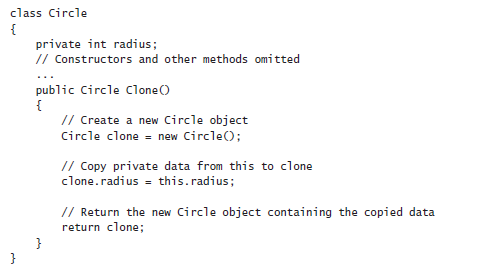 class Circle
{
    private int radius;
    // Constructors and other methods omitted
    ...
    public Circle Clone()
    {
        // Create a new Circle object
        Circle clone = new Circle();

        // Copy private data from this to clone
        clone.radius = this.radius;

        // Return the new Circle object containing the copied data
        return clone;
    }
}